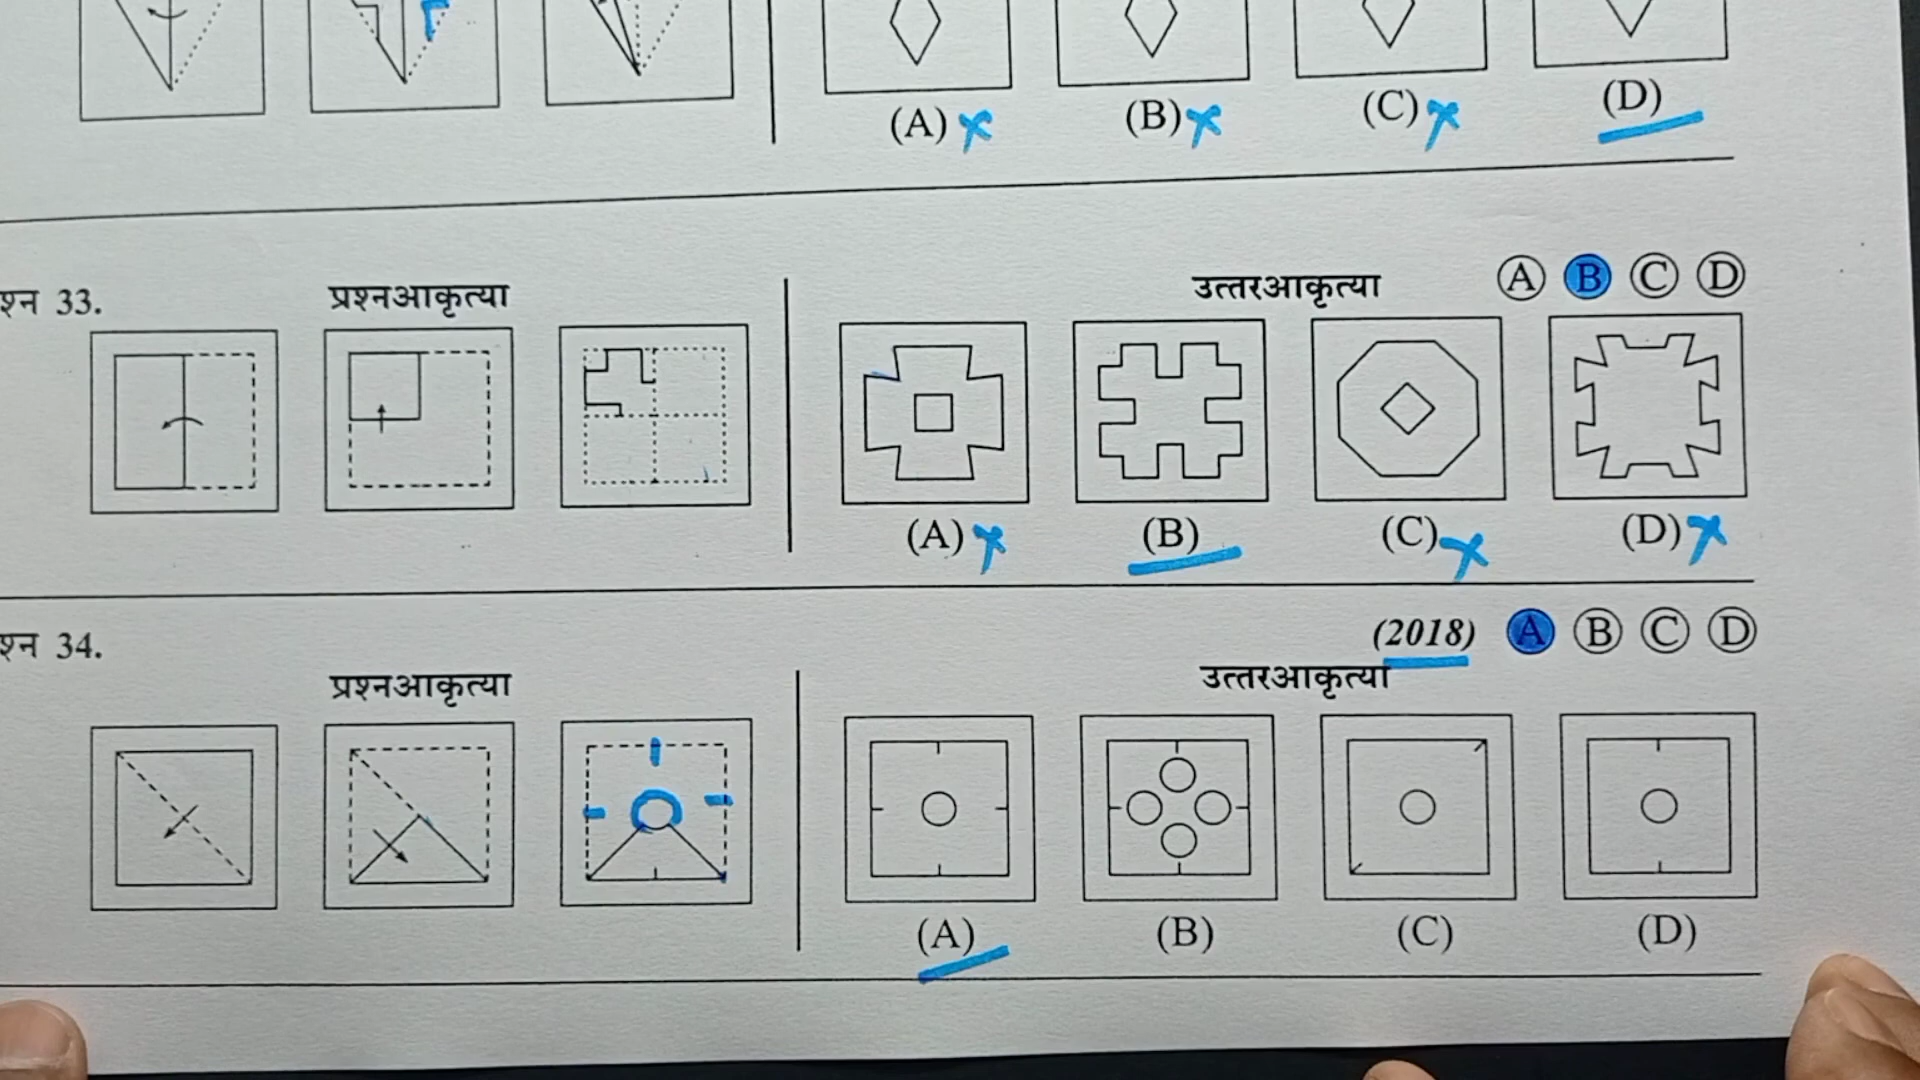 (A) (B) (C) (D)
श्न 33. प्रश्नआकृत्या उत्तरआकृत्या A B C D
(A) (B) (C) (D)
श्न 34. (2018) A B C D
प्रश्नआकृत्या उत्तरआकृत्या
(A) (B) (C) (D)